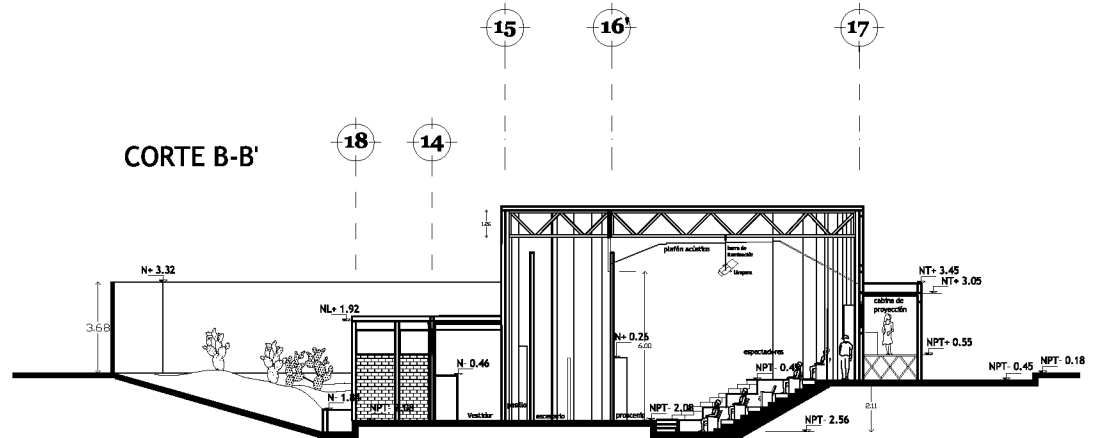 15
16'
17
18
14
CORTE B-B'
1.26
plafón acústico
barra de
iluminación
Lámpara
N+ 3.32
NT+ 3.45
NT+ 3.05
cabina de
proyección
NL+ 1.92
3.68
N+ 0.26
6.00
espectadores
NPT+ 0.55
N- 0.46
NPT- 0.45
NPT- 0.45
NPT- 0.18
pasillo
Vestidor
escenario
proscenio
NPT- 2.08
2.11
NPT- 2.56